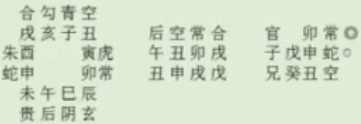 合勾青空
戌亥子丑 后空常合 官 卯常◎
朱酉 寅虎 午丑卯戌 子戊申蛇○
蛇申 卯常 丑申戌戊 兄癸丑空
未午巳辰
贵后阴玄